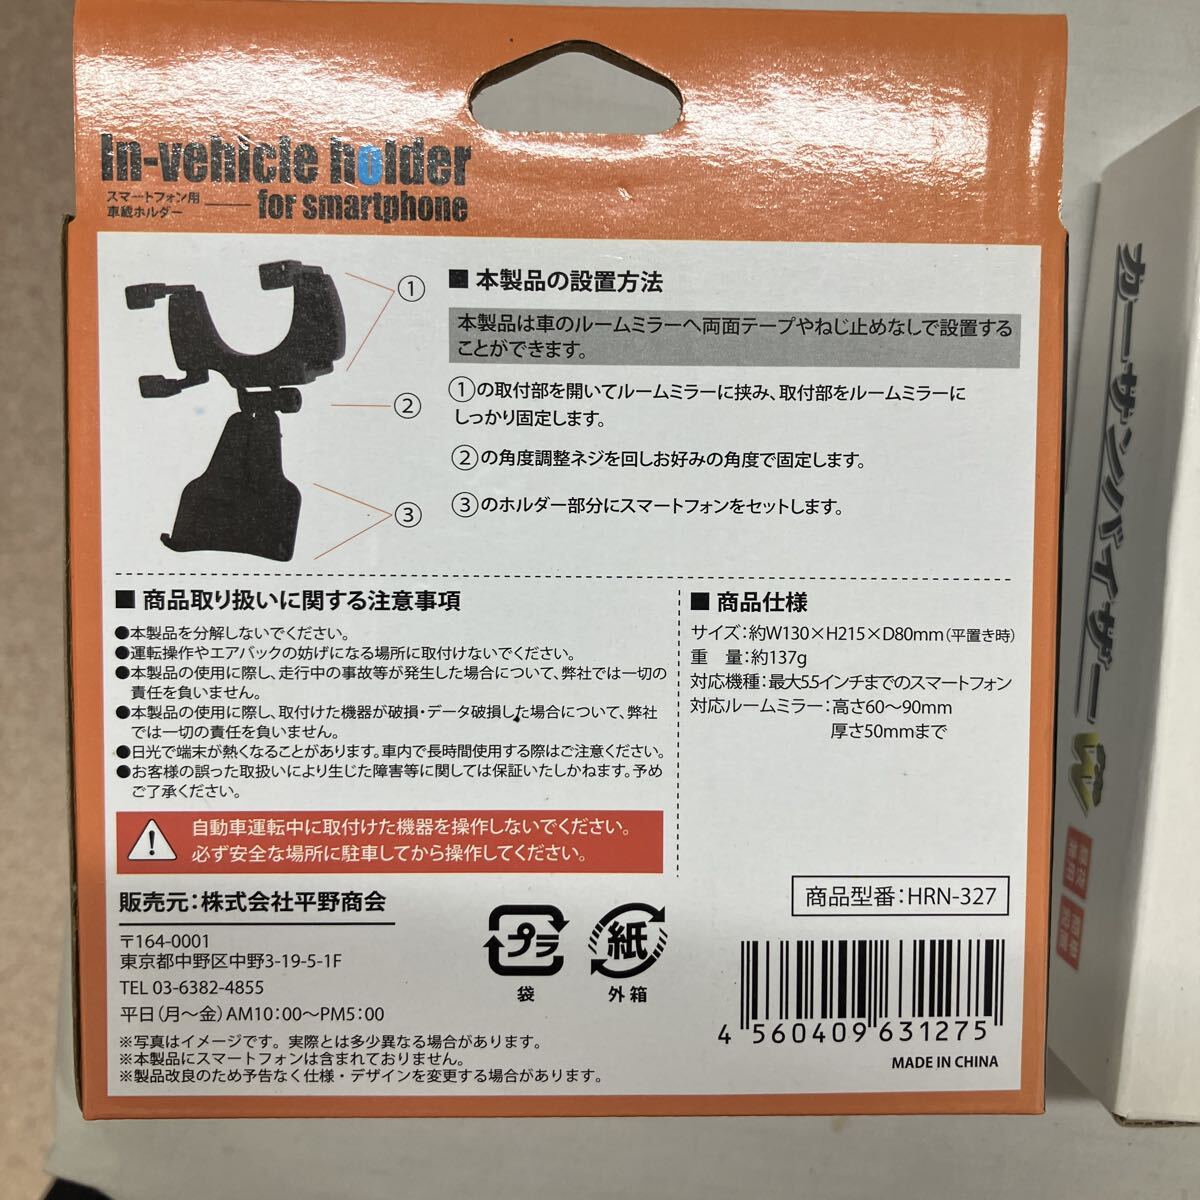 In-vehicle holder
スマートフォン用
車載ホルダー
for smartphone
①
②
③
■ 本製品の設置方法
本製品は車のルームミラーへ両面テープやねじ止めなしで設置する
ことができます。
①の取付部を開いてルームミラーに挟み、取付部をルームミラーに
しっかり固定します。
②の角度調整ネジを回しお好みの角度で固定します。
③のホルダー部分にスマートフォンをセットします。
■ 商品取り扱いに関する注意事項
●本製品を分解しないでください。
●運転操作やエアバックの妨げになる場所に取付けないでください。
●本製品の使用に際し、走行中の事故等が発生した場合について、弊社では一切の
責任を負いません。
●本製品の使用に際し、取付けた機器が破損・データ破損した場合について、弊社
では一切の責任を負いません。
●日光で端末が熱くなることがあります。車内で長時間使用する際はご注意ください。
●お客様の誤った取扱いにより生じた障害等に関しては保証いたしかねます。予め
ご了承ください。
自動車運転中に取付けた機器を操作しないでください。
必ず安全な場所に駐車してから操作してください。
■ 商品仕様
サイズ：約W130×H215×D80mm（平置き時）
重　量：約137g
対応機種：最大5.5インチまでのスマートフォン
対応ルームミラー：高さ60～90mm
厚さ50mmまで
販売元：株式会社平野商会
〒164-0001
東京都中野区中野3-19-5-1F
TEL 03-6382-4855
平日（月～金）AM10：00～PM5：00
※写真はイメージです。実際とは多少異なる場合があります。
※本製品にスマートフォンは含まれておりません。
※製品改良のため予告なく仕様・デザインを変更する場合があります。
プラ
袋
紙
外箱
商品型番：HRN-327
4 560409 631275
MADE IN CHINA
カーサンバイザー